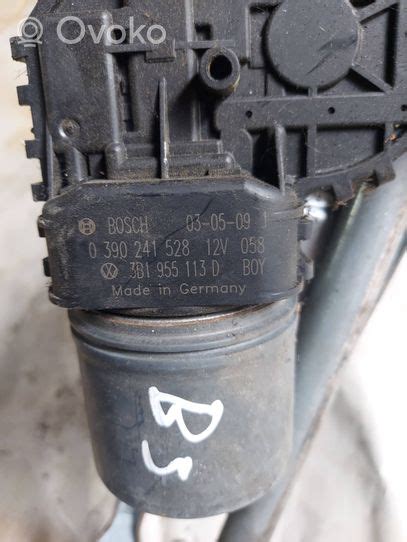 Ovoko
BOSCH 03-05-09 1
0 390 241 528 12V 058
3B1 955 113 D BOY
Made in Germany
B5